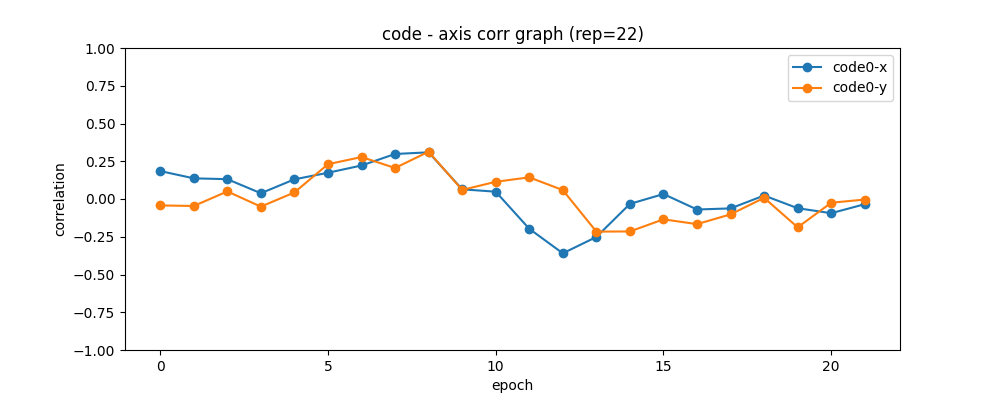 code - axis corr graph (rep=22)
1.00
0.75
0.50
0.25
0.00
−0.25
−0.50
−0.75
−1.00
correlation
code0-x
code0-y
0 5 10 15 20
epoch